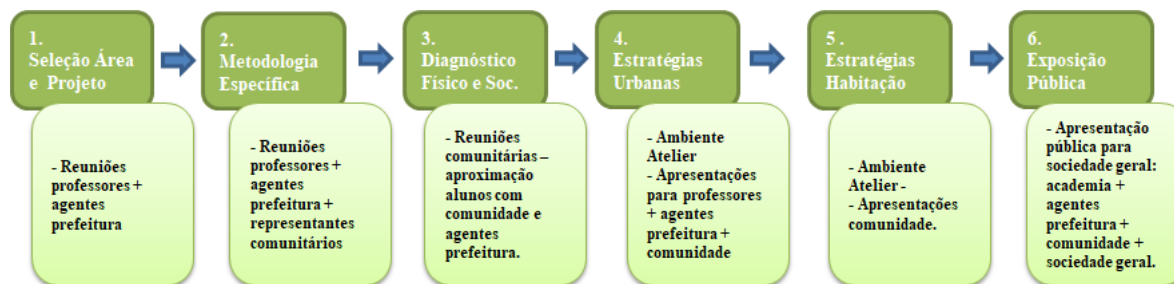 1.
Seleção Área
e Projeto
- Reuniões
professores +
agentes
prefeitura
2.
Metodologia
Específica
- Reuniões
professores +
agentes
prefeitura +
representantes
comunitários
3.
Diagnóstico
Físico e Soc.
- Reuniões
comunitárias –
aproximação
alunos com
comunidade e
agentes
prefeitura.
4.
Estratégias
Urbanas
- Ambiente
Atelier
- Apresentações
para professores
+ agentes
prefeitura +
comunidade
5 .
Estratégias
Habitação
- Ambiente
Atelier -
- Apresentações
comunidade.
6.
Exposição
Pública
- Apresentação
pública para
sociedade geral:
academia +
agentes
prefeitura +
comunidade +
sociedade geral.